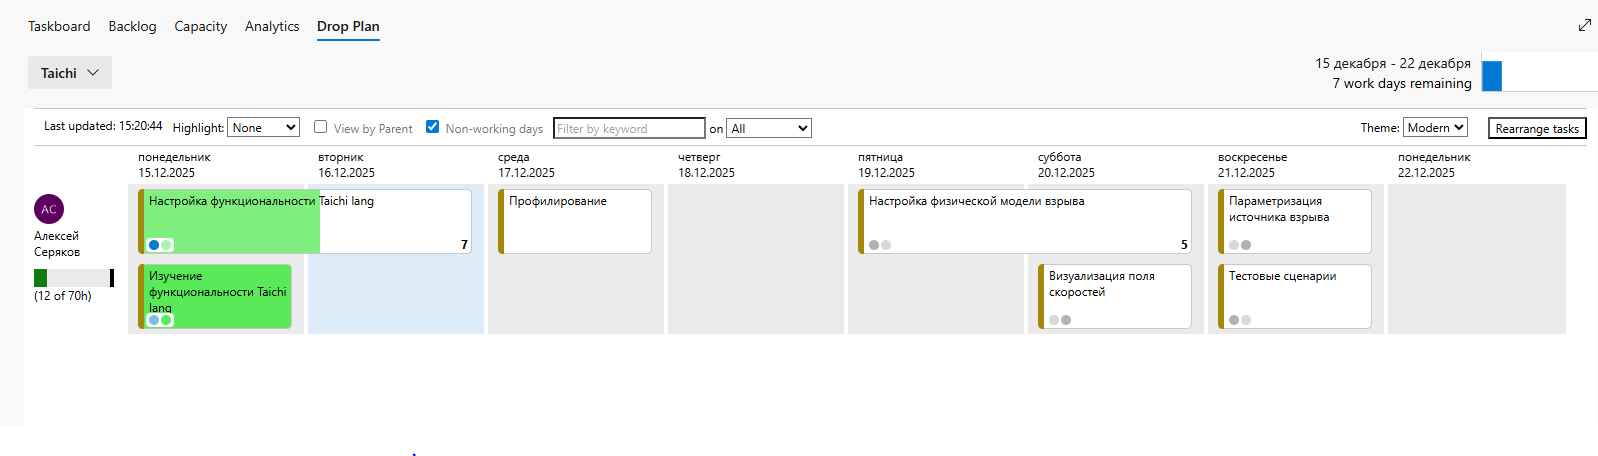 Taskboard Backlog Capacity Analytics Drop Plan
Taichi
15 декабря - 22 декабря
7 work days remaining
Last updated: 15:20:44 Highlight: None View by Parent Non-working days Filter by keyword on All Theme: Modern Rearrange tasks
понедельник вторник среда четверг пятница суббота воскресенье понедельник
15.12.2025 16.12.2025 17.12.2025 18.12.2025 19.12.2025 20.12.2025 21.12.2025 22.12.2025
АС
Алексей
Серяков
(12 of 70h)
Настройка функциональности Taichi lang
7
Профилирование
Настройка физической модели взрыва
5
Параметризация
источника взрыва
Изучение
функциональности Taichi
lang
Визуализация поля
скоростей
Тестовые сценарии